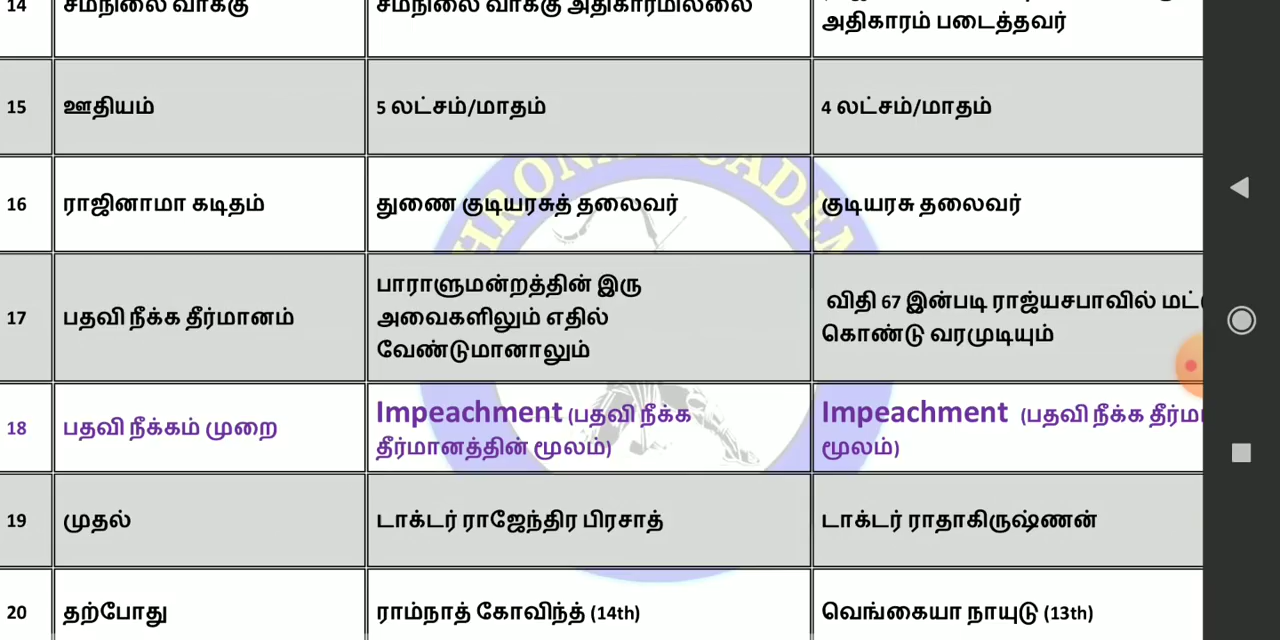 14 சமநிலை வாக்கு சமநிலை வாக்கு அதிகாரமில்லை
அதிகாரம் படைத்தவர்
15 ஊதியம் 5 லட்சம்/மாதம் 4 லட்சம்/மாதம்
16 ராஜினாமா கடிதம் துணை குடியரசுத் தலைவர் குடியரசு தலைவர்
17 பதவி நீக்க தீர்மானம்
பாராளுமன்றத்தின் இரு
அவைகளிலும் எதில்
வேண்டுமானாலும்
விதி 67 இன்படி ராஜ்யசபாவில்
கொண்டு வரமுடியும்
18 பதவி நீக்கம் முறை
Impeachment (பதவி நீக்க
தீர்மானத்தின் மூலம்)
Impeachment (பதவி நீக்க
மூலம்)
19 முதல் டாக்டர் ராஜேந்திர பிரசாத் டாக்டர் ராதாகிருஷ்ணன்
20 தற்போது ராம்நாத் கோவிந்த் (14th) வெங்கையா நாயுடு (13th)